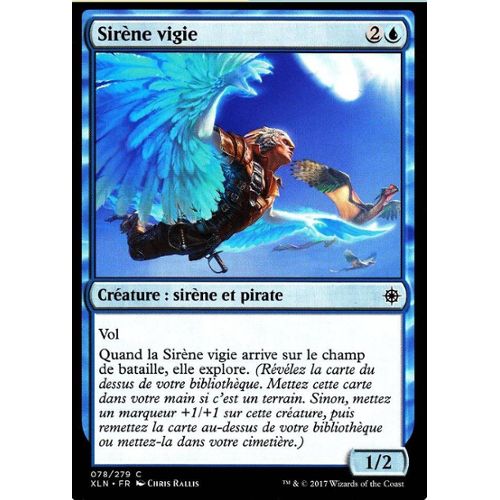 Sirène vigie 2
Créature : sirène et pirate
Vol
Quand la Sirène vigie arrive sur le champ
de bataille, elle explore. (Révélez la carte du
dessus de votre bibliothèque. Mettez cette carte
dans votre main si c'est un terrain. Sinon, mettez
un marqueur +1/+1 sur cette créature, puis
remettez la carte au-dessus de votre bibliothèque
ou mettez-la dans votre cimetière.)
1/2
078/279 C
XLN • FR Chris Rallis
™ & © 2017 Wizards of the Coast